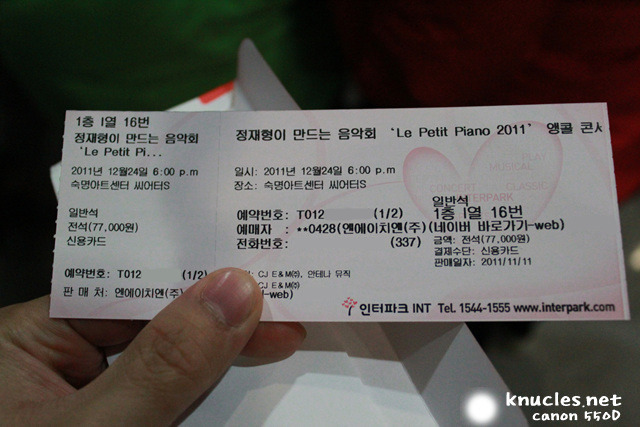 1층 I열 16번
정재형이 만드는 음악회
'Le Petit Pi...
2011년 12월24일 6:00 p.m
숙명아트센터 씨어터S
일반석
전석(77,000원)
신용카드
예약번호: T012 (1/2)
판 매 처: 엔에이치엔(주)
정재형이 만드는 음악회 'Le Petit Piano 2011' 앵콜 콘서
일시: 2011년 12월24일 6:00 p.m
장소: 숙명아트센터 씨어터S
PLAY
MUSICAL
CONCERT CLASSIC
INTERPARK
예약번호: T012 (1/2)
예매자 : **0428(엔에이치엔(주)(네이버 바로가기-web)
전화번호: (337)
일반석
1층 I열 16번
금액: 전석(77,000원)
결제수단: 신용카드
판매일자: 2011/11/11
CJ E&M㈜, 안테나 뮤직
CJ E&M㈜
-web)
인터파크 INT Tel. 1544-1555 www.interpark.com
knucles.net
canon 550D